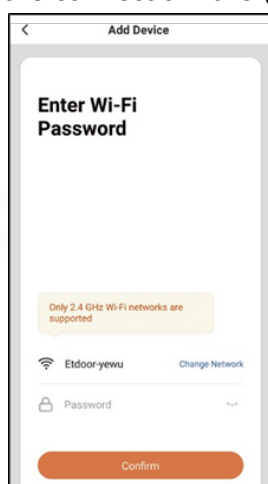 Add Device
Enter Wi-Fi
Password
Only 2.4 GHz Wi-Fi networks are
supported
Etdoor-yewu Change Network
Password
Confirm